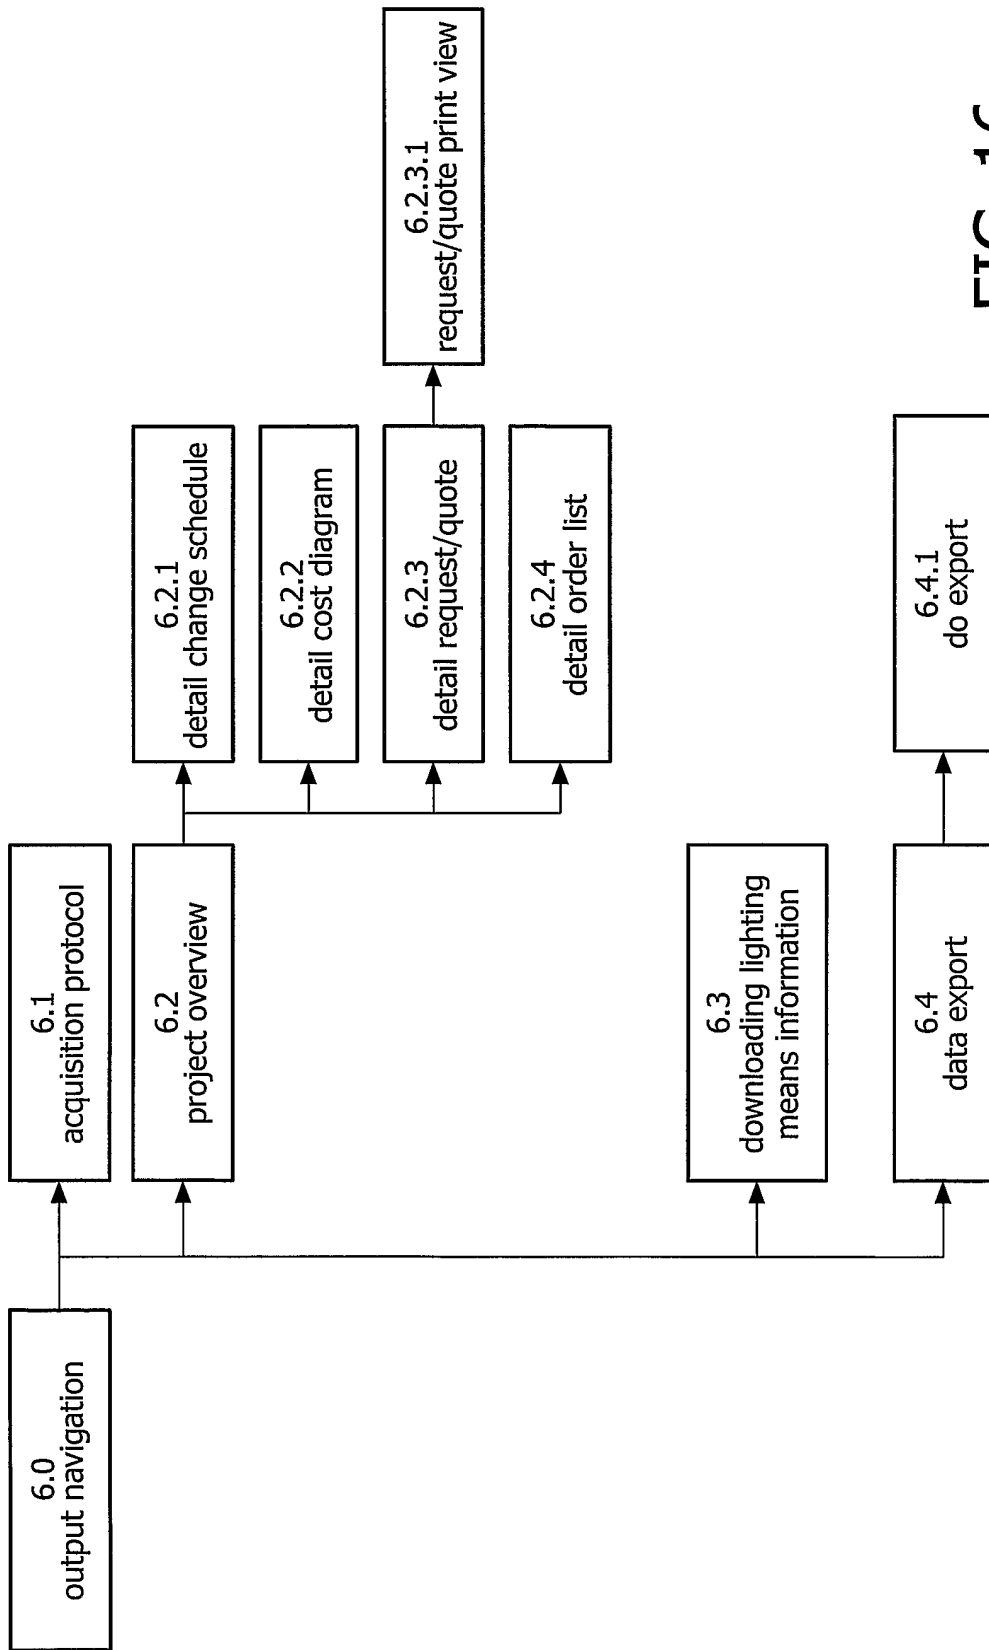 6.0
output navigation
6.1
acquisition protocol
6.2
project overview
6.2.1
detail change schedule
6.2.2
detail cost diagram
6.2.3
detail request/quote
6.2.3.1
request/quote print view
6.2.4
detail order list
6.3
downloading lighting
means information
6.4
data export
6.4.1
do export